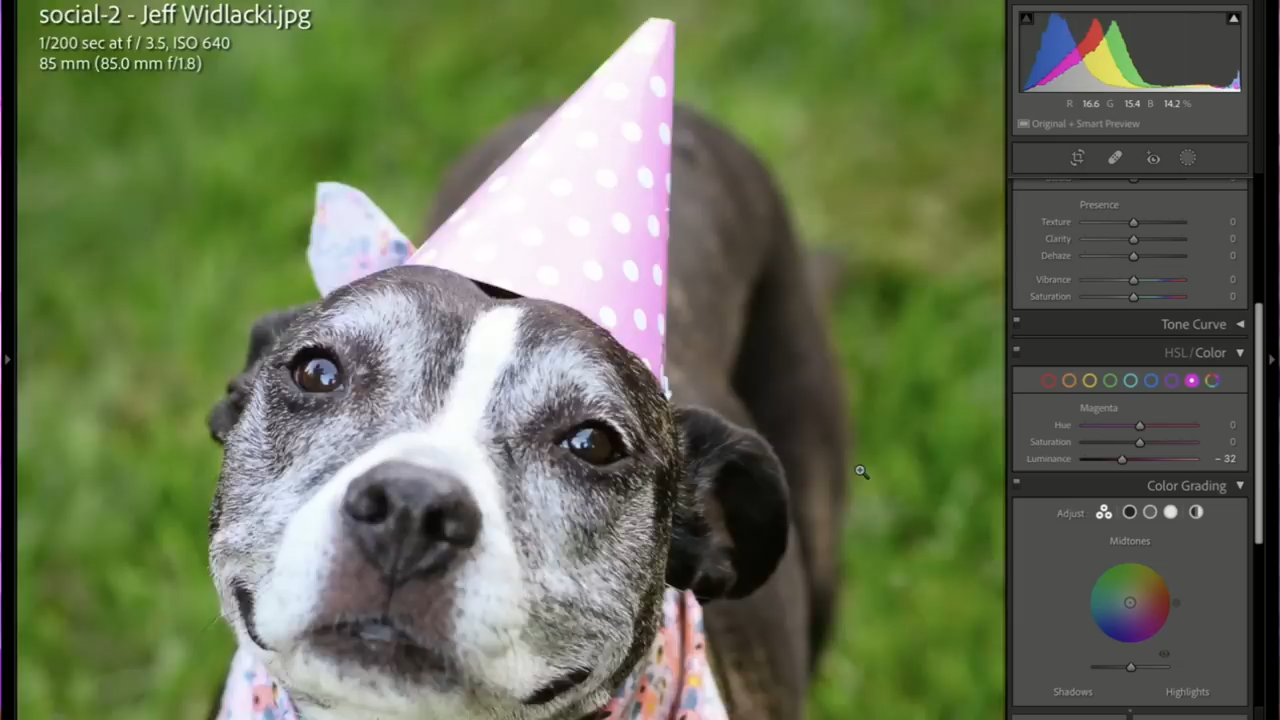 social-2 - Jeff Widlacki.jpg
1/200 sec at f / 3.5, ISO 640
85 mm (85.0 mm f/1.8)
R 16.6 G 15.4 B 14.2 %
Original + Smart Preview
Presence
Texture 0
Clarity 0
Dehaze 0
Vibrance 0
Saturation 0
Tone Curve
HSL / Color
Magenta
Hue 0
Saturation 0
Luminance - 32
Color Grading
Adjust :
Midtones
Shadows Highlights